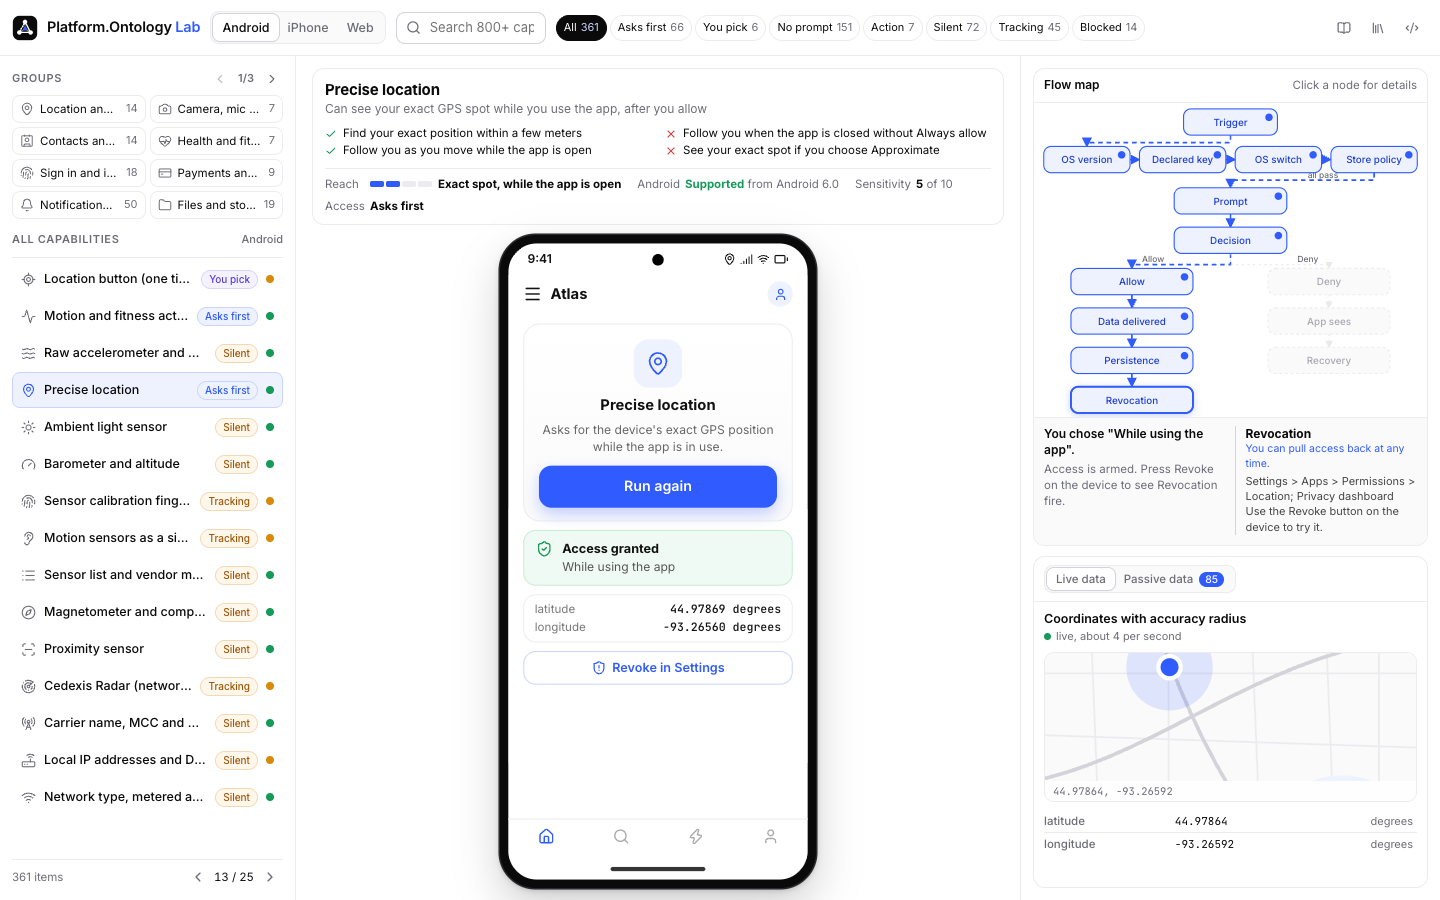 Platform.Ontology Lab
Android
iPhone
Web
Search 800+ cap
All 361
Asks first 66
You pick 6
No prompt 151
Action 7
Silent 72
Tracking 45
Blocked 14
GROUPS
1/3
Location an... 14
Camera, mic ... 7
Contacts an... 14
Health and fit... 7
Sign in and i... 18
Payments an... 9
Notification... 50
Files and sto... 19
ALL CAPABILITIES
Android
Location button (one ti... You pick
Motion and fitness act... Asks first
Raw accelerometer and ... Silent
Precise location Asks first
Ambient light sensor Silent
Barometer and altitude Silent
Sensor calibration fing... Tracking
Motion sensors as a si... Tracking
Sensor list and vendor m... Silent
Magnetometer and comp... Silent
Proximity sensor Silent
Cedexis Radar (networ... Tracking
Carrier name, MCC and ... Silent
Local IP addresses and D... Silent
Network type, metered a... Silent
361 items
13 / 25
Precise location
Can see your exact GPS spot while you use the app, after you allow
Find your exact position within a few meters
Follow you when the app is closed without Always allow
Follow you as you move while the app is open
See your exact spot if you choose Approximate
Reach Exact spot, while the app is open
Android Supported from Android 6.0
Sensitivity 5 of 10
Access Asks first
9:41
Atlas
Precise location
Asks for the device's exact GPS position
while the app is in use.
Run again
Access granted
While using the app
latitude 44.97869 degrees
longitude -93.26560 degrees
Revoke in Settings
Flow map
Click a node for details
Trigger
OS version
Declared key
OS switch
Store policy
all pass
Prompt
Decision
Allow
Deny
Allow
Deny
Data delivered
App sees
Persistence
Recovery
Revocation
You chose "While using the
app".
Access is armed. Press Revoke
on the device to see Revocation
fire.
Revocation
You can pull access back at any
time.
Settings > Apps > Permissions >
Location; Privacy dashboard
Use the Revoke button on the
device to try it.
Live data
Passive data 85
Coordinates with accuracy radius
live, about 4 per second
44.97864, -93.26592
latitude 44.97864 degrees
longitude -93.26592 degrees